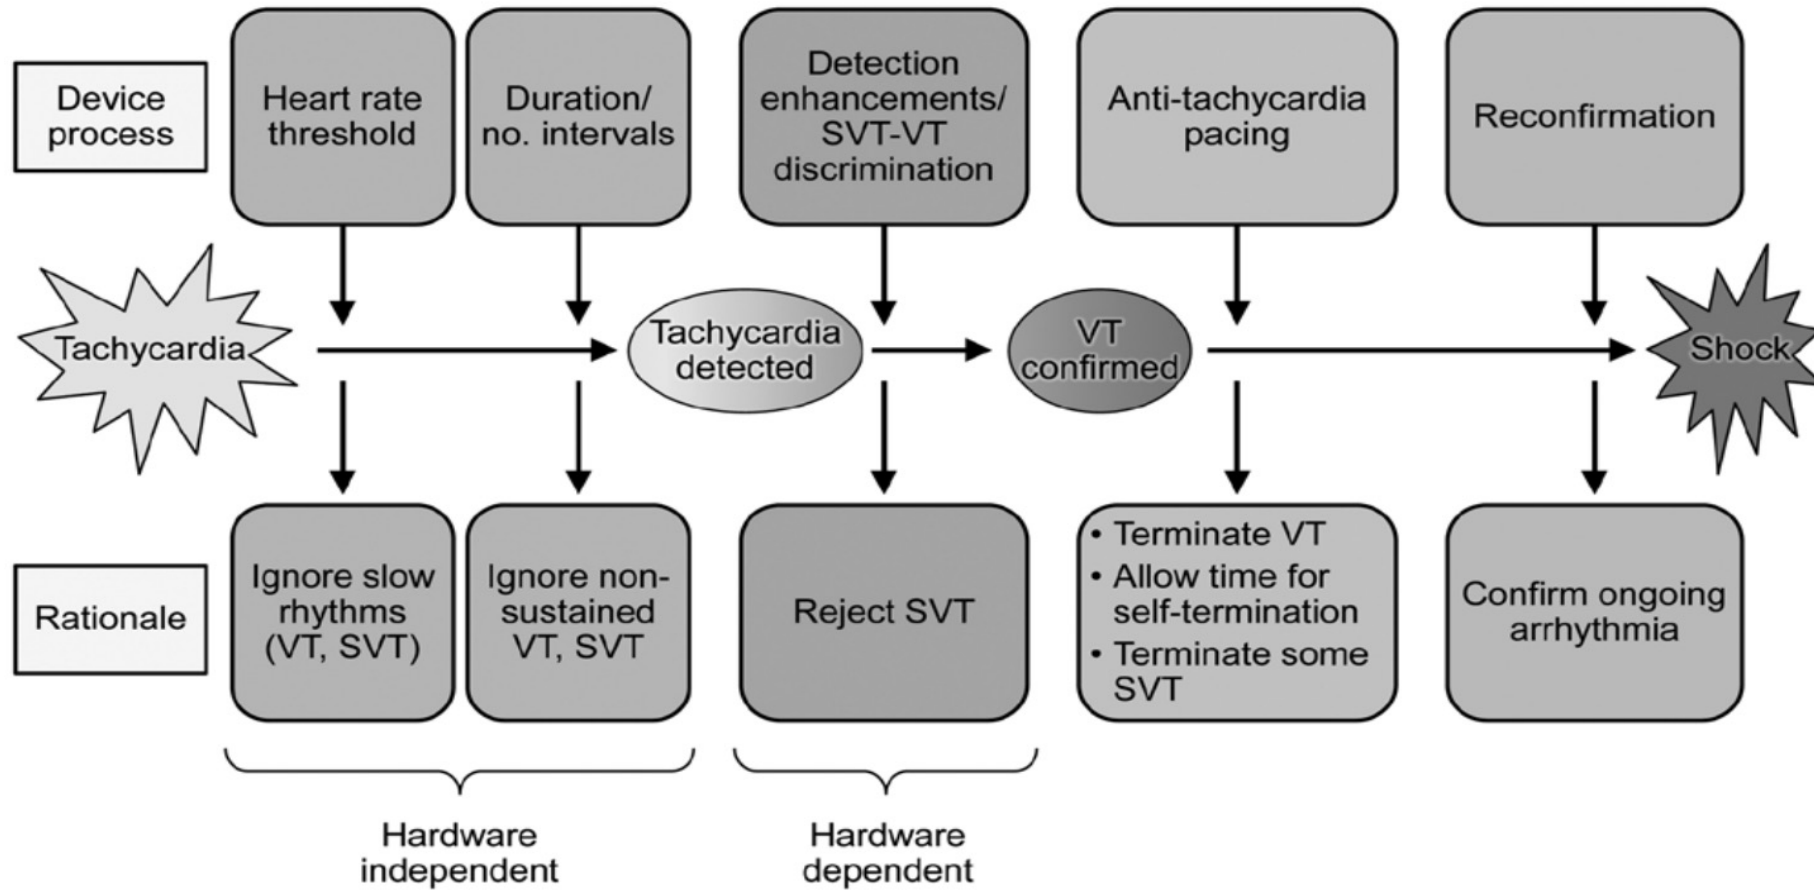 Device
process
Heart rate
threshold
Duration/
no. intervals
Detection
enhancements/
SVT-VT
discrimination
Anti-tachycardia
pacing
Reconfirmation
Tachycardia
Tachycardia
detected
VT
confirmed
Shock
Rationale
Ignore slow
rhythms
(VT, SVT)
Ignore non-
sustained
VT, SVT
Reject SVT
• Terminate VT
• Allow time for
self-termination
• Terminate some
SVT
Confirm ongoing
arrhythmia
Hardware
independent
Hardware
dependent